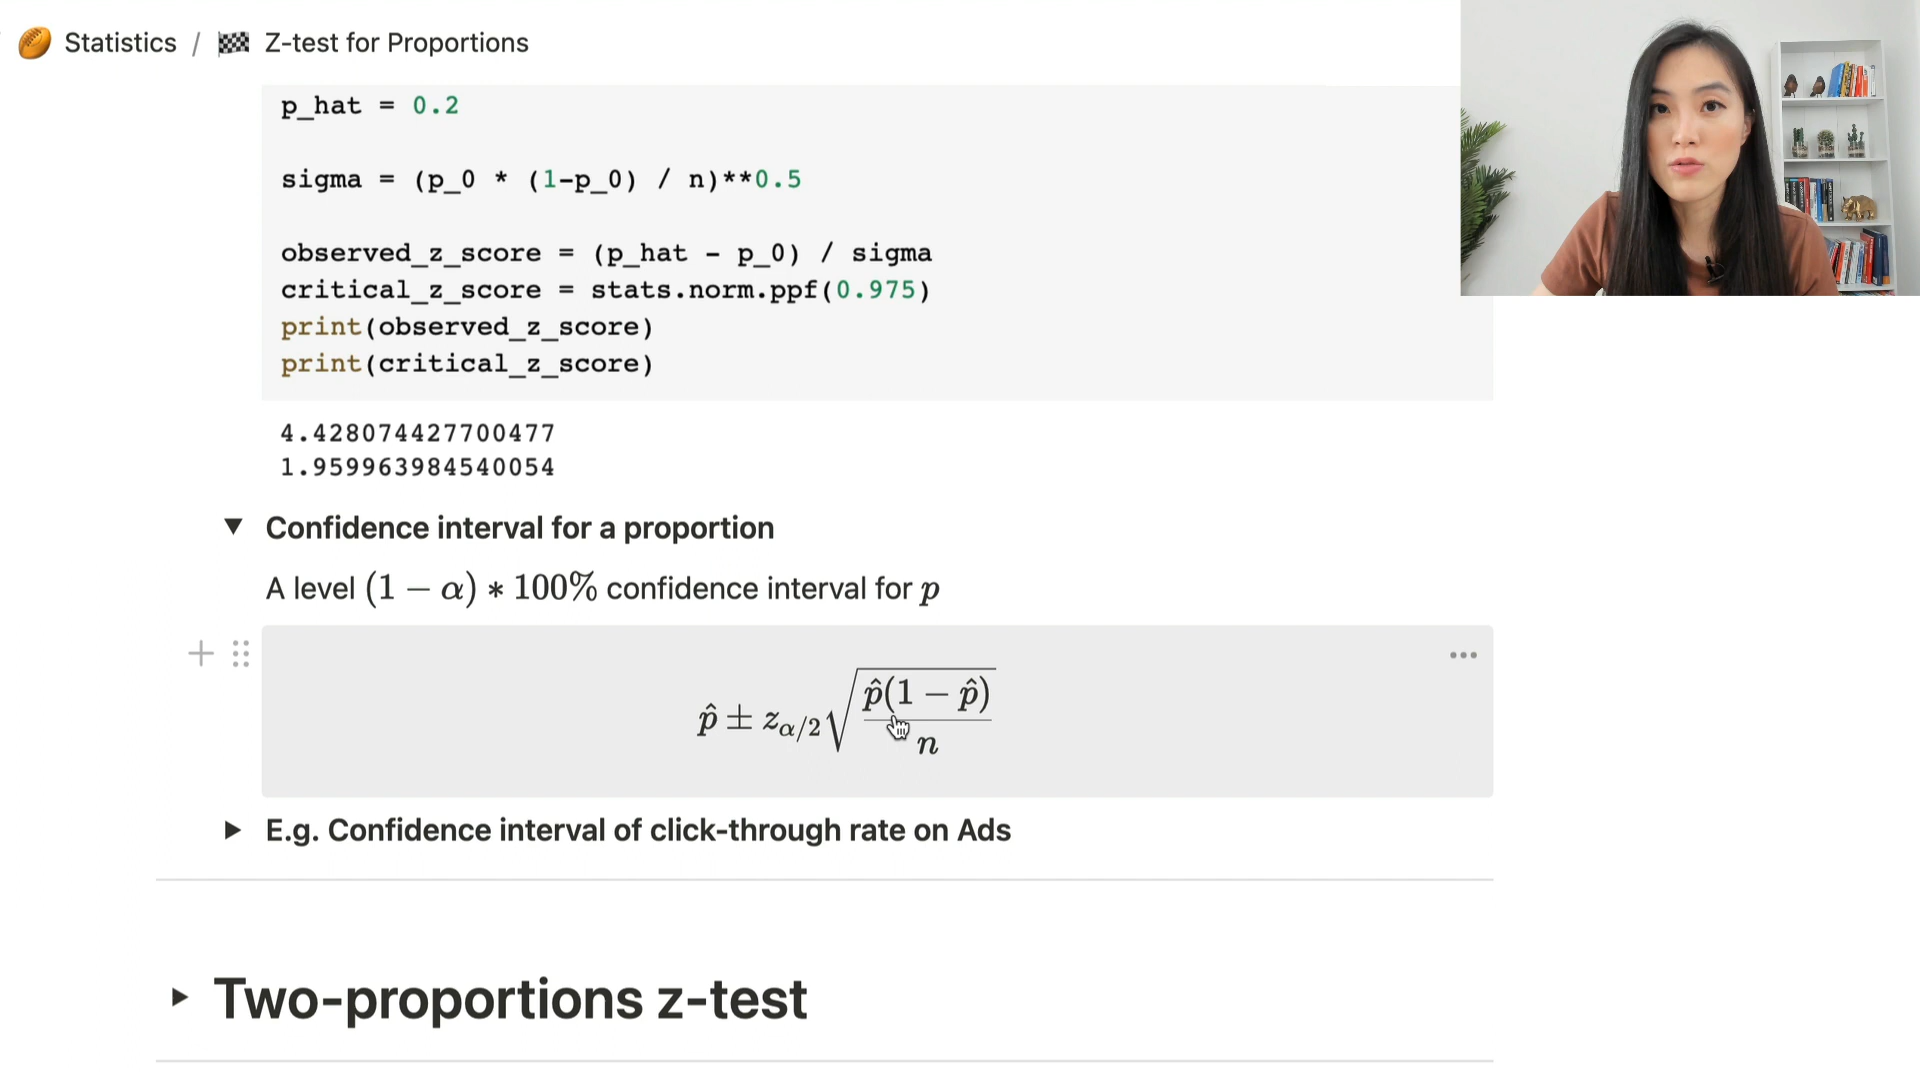 Statistics / Z-test for Proportions
p_hat = 0.2
sigma = (p_0 * (1-p_0) / n)**0.5
observed_z_score = (p_hat - p_0) / sigma
critical_z_score = stats.norm.ppf(0.975)
print(observed_z_score)
print(critical_z_score)
4.428074427700477
1.959963984540054
Confidence interval for a proportion
A level (1 − α) ∗ 100% confidence interval for p
p̂ ± z_{α/2} √(p̂(1 − p̂) / n)
E.g. Confidence interval of click-through rate on Ads
Two-proportions z-test